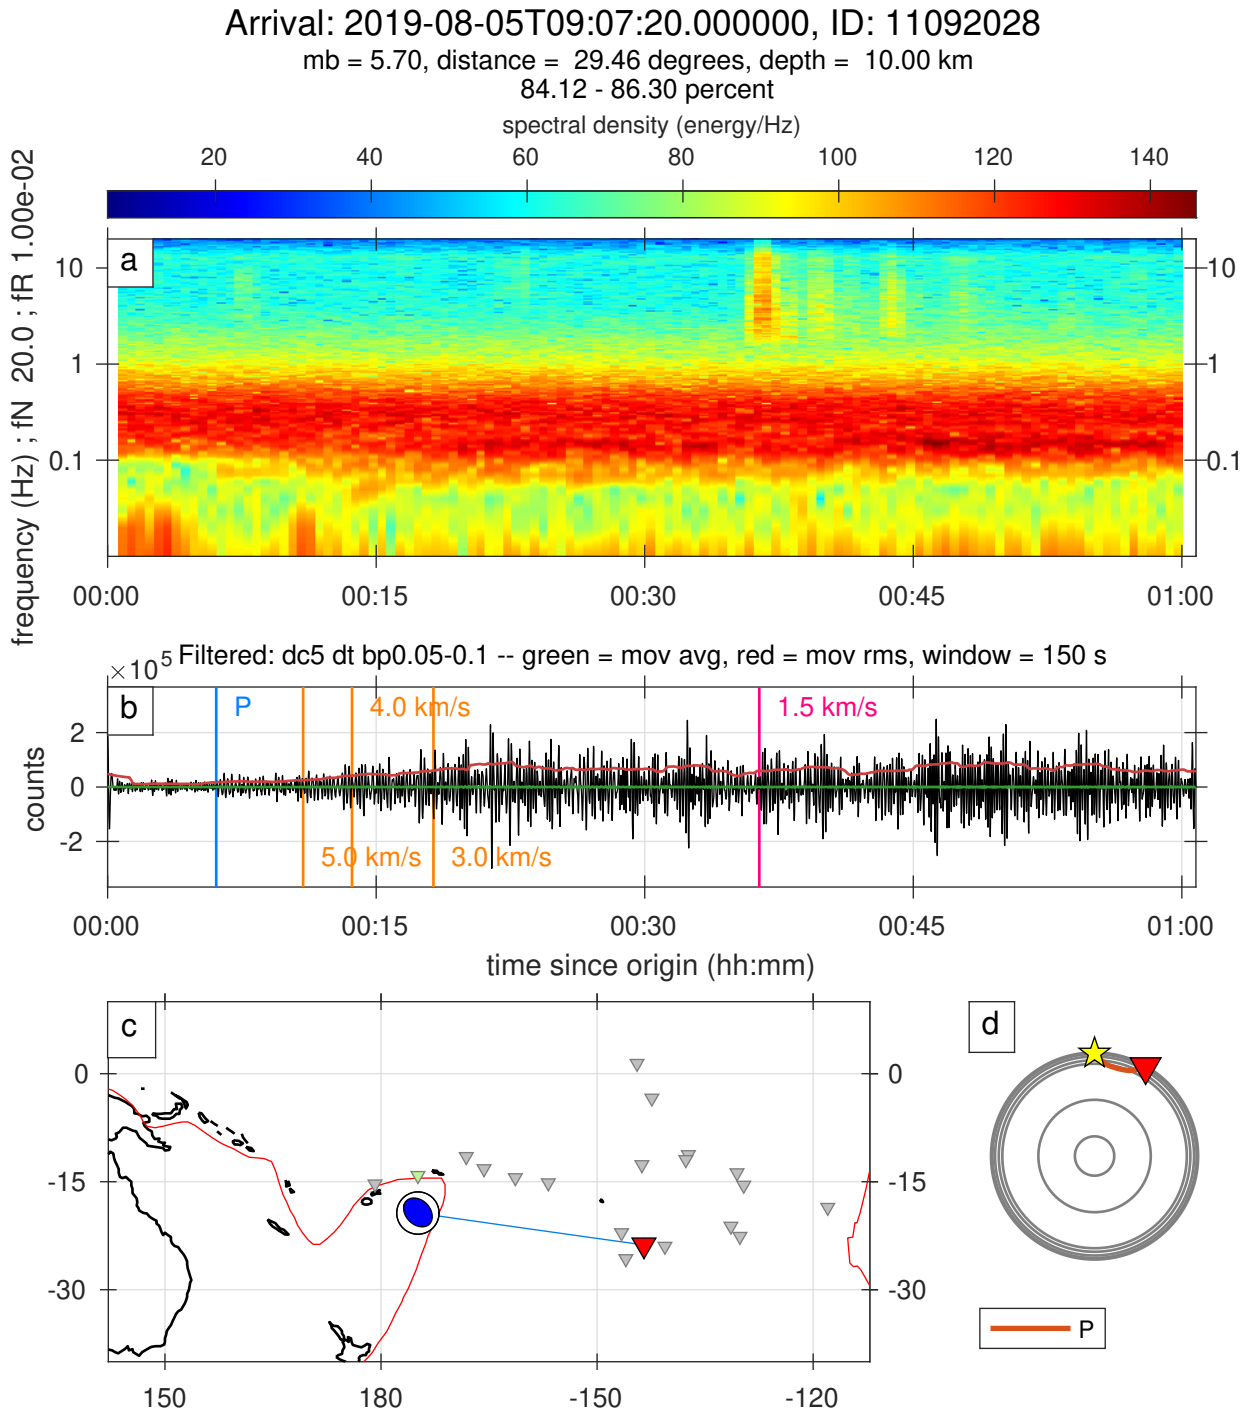 Arrival: 2019-08-05T09:07:20.000000, ID: 11092028
mb = 5.70, distance =  29.46 degrees, depth =  10.00 km
84.12 - 86.30 percent
spectral density (energy/Hz)
20 40 60 80 100 120 140
frequency (Hz) ; fN  20.0 ; fR 1.00e-02
a
10 10
1 1
0.1 0.1
00:00 00:15 00:30 00:45 01:00
×10^5 Filtered: dc5 dt bp0.05-0.1 -- green = mov avg, red = mov rms, window = 150 s
b P 4.0 km/s 1.5 km/s
counts
2
0
-2
5.0 km/s 3.0 km/s
00:00 00:15 00:30 00:45 01:00
time since origin (hh:mm)
c d
0 0
-15 -15
-30 -30
150 180 -150 -120
P